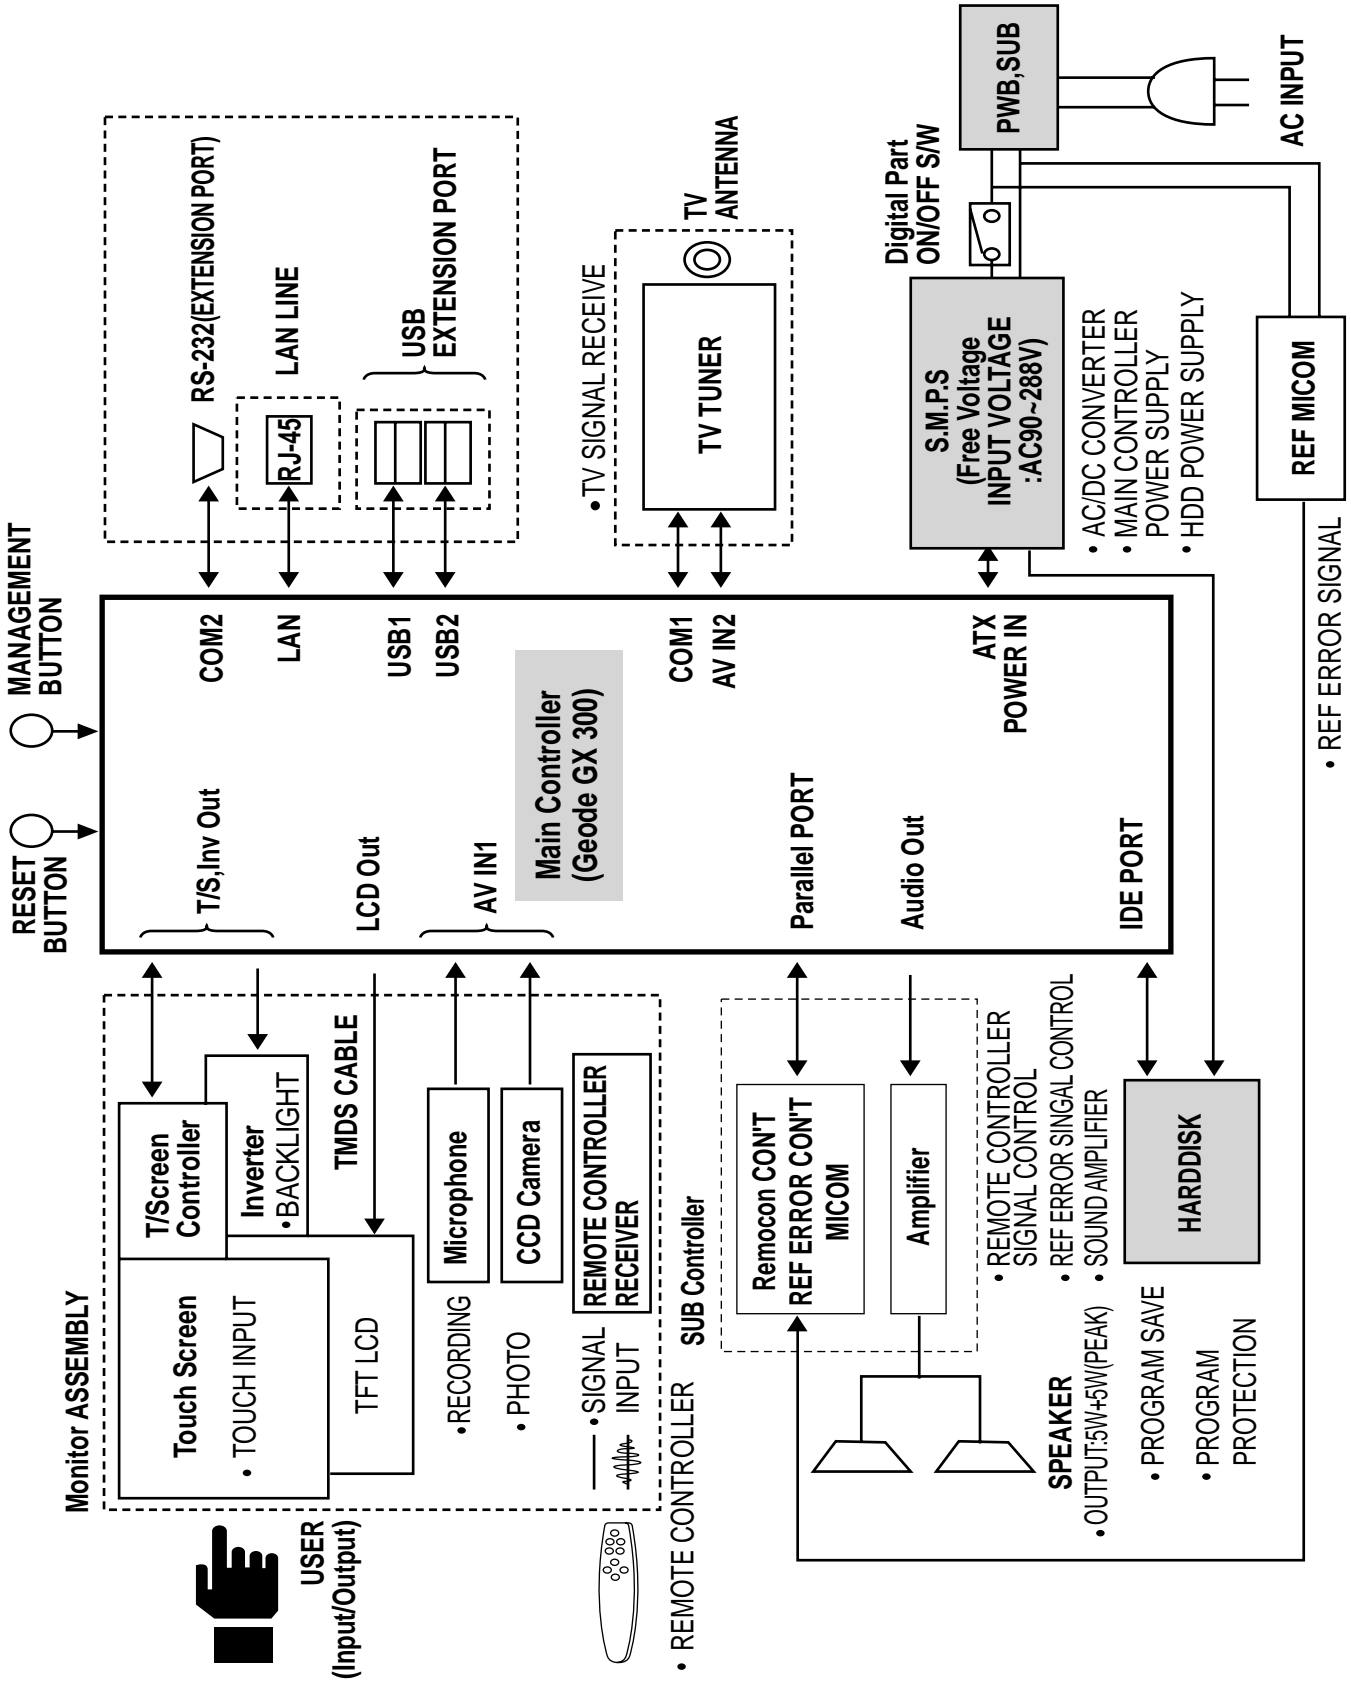 Monitor ASSEMBLY
USER
(Input/Output)
Touch Screen
• TOUCH INPUT
T/Screen
Controller
Inverter
• BACKLIGHT
TFT LCD
TMDS CABLE
• RECORDING
Microphone
• PHOTO
CCD Camera
• SIGNAL
INPUT
REMOTE CONTROLLER
RECEIVER
• REMOTE CONTROLLER
RESET
BUTTON
MANAGEMENT
BUTTON
T/S,Inv Out
LCD Out
AV IN1
Main Controller
(Geode GX 300)
Parallel PORT
Audio Out
IDE PORT
COM2
LAN
USB1
USB2
COM1
AV IN2
ATX
POWER IN
RS-232(EXTENSION PORT)
RJ-45
LAN LINE
USB
EXTENSION PORT
• TV SIGNAL RECEIVE
TV TUNER
TV
ANTENNA
SUB Controller
Remocon CON'T
REF ERROR CON'T
MICOM
Amplifier
• REMOTE CONTROLLER
SIGNAL CONTROL
• REF ERROR SINGAL CONTROL
• SOUND AMPLIFIER
SPEAKER
• OUTPUT:5W+5W(PEAK)
• PROGRAM SAVE
• PROGRAM
PROTECTION
HARDDISK
S.M.P.S
(Free Voltage
INPUT VOLTAGE
:AC90~288V)
• AC/DC CONVERTER
• MAIN CONTROLLER
POWER SUPPLY
• HDD POWER SUPPLY
Digital Part
ON/OFF S/W
PWB,SUB
AC INPUT
REF MICOM
• REF ERROR SIGNAL